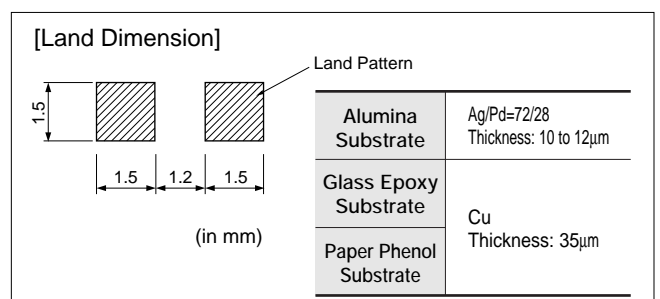 [Land Dimension]
Land Pattern
1.5
1.5
1.2
1.5
(in mm)
Alumina
Substrate
Ag/Pd=72/28
Thickness: 10 to 12μm
Glass Epoxy
Substrate
Cu
Thickness: 35μm
Paper Phenol
Substrate